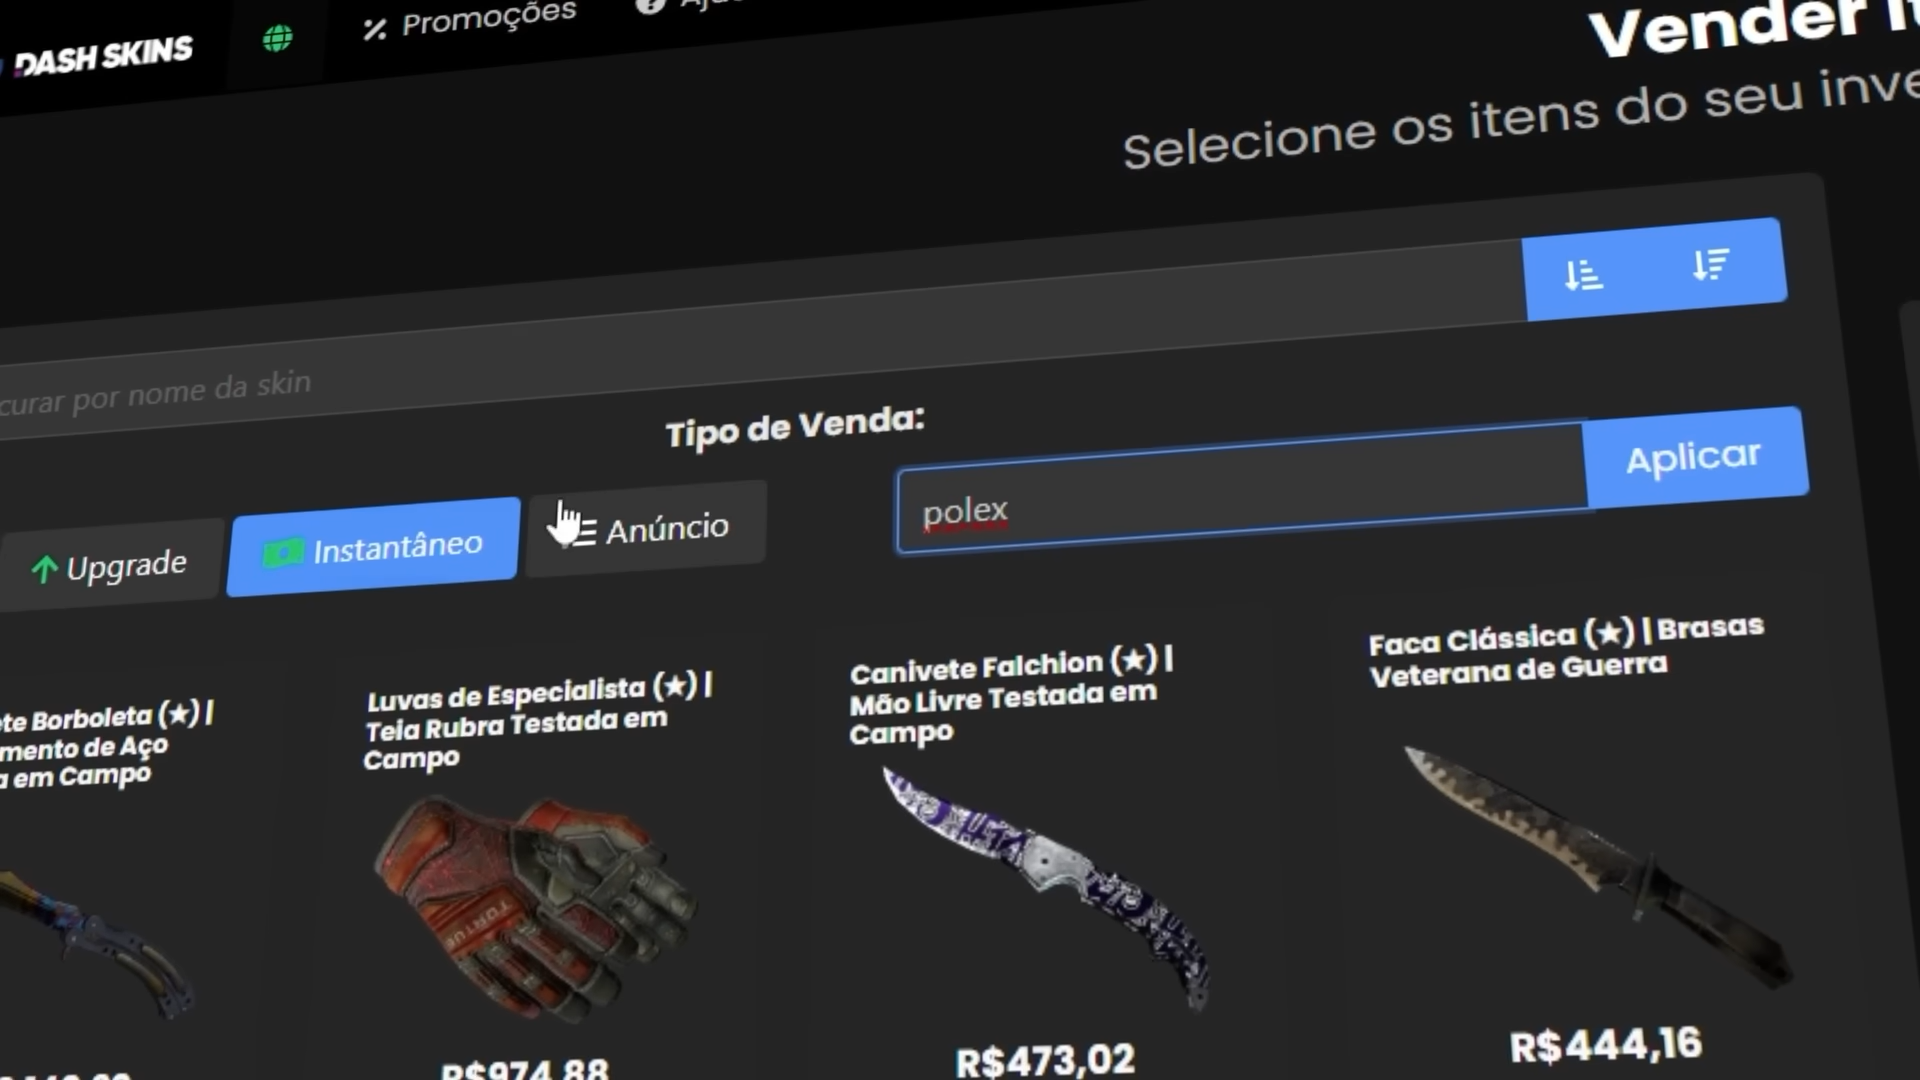 DASH SKINS
Promoções
Vender
Selecione os itens do seu inve
curar por nome da skin
Tipo de Venda:
Upgrade
Instantâneo
Anúncio
polex
Aplicar
te Borboleta (★) |
mento de Aço
a em Campo
Luvas de Especialista (★) |
Teia Rubra Testada em
Campo
TORTUE
Canivete Falchion (★) |
Mão Livre Testada em
Campo
Faca Clássica (★) | Brasas
Veterana de Guerra
R$974,88
R$473,02
R$444,16